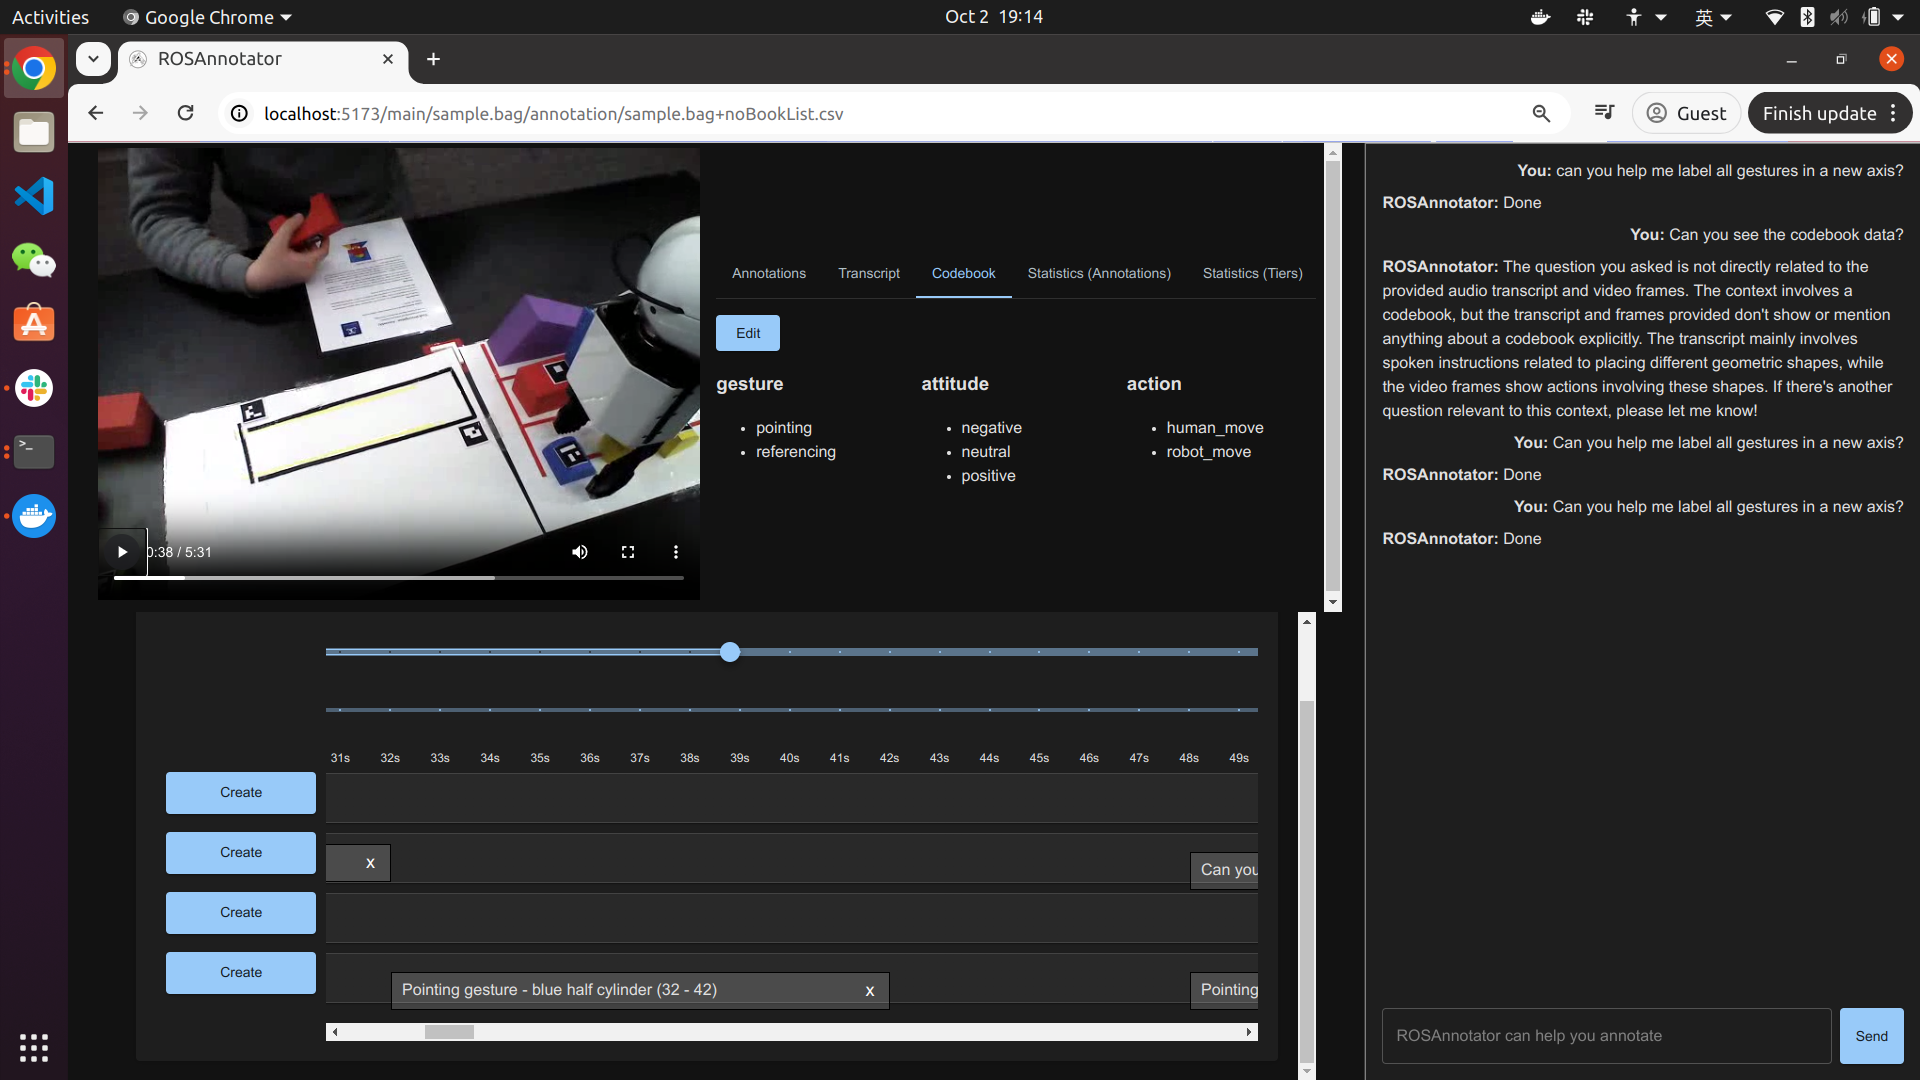 Activities
Google Chrome
Oct 2 19:14
英
ROSAnnotator
localhost:5173/main/sample.bag/annotation/sample.bag+noBookList.csv
Guest
Finish update
0:38 / 5:31
Annotations
Transcript
Codebook
Statistics (Annotations)
Statistics (Tiers)
Edit
gesture
pointing
referencing
attitude
negative
neutral
positive
action
human_move
robot_move
31s 32s 33s 34s 35s 36s 37s 38s 39s 40s 41s 42s 43s 44s 45s 46s 47s 48s 49s
Create
Create
x
Can you
Create
Create
Pointing gesture - blue half cylinder (32 - 42)
x
Pointing
You: can you help me label all gestures in a new axis?
ROSAnnotator: Done
You: Can you see the codebook data?
ROSAnnotator: The question you asked is not directly related to the
provided audio transcript and video frames. The context involves a
codebook, but the transcript and frames provided don't show or mention
anything about a codebook explicitly. The transcript mainly involves
spoken instructions related to placing different geometric shapes, while
the video frames show actions involving these shapes. If there's another
question relevant to this context, please let me know!
You: Can you help me label all gestures in a new axis?
ROSAnnotator: Done
You: Can you help me label all gestures in a new axis?
ROSAnnotator: Done
ROSAnnotator can help you annotate
Send